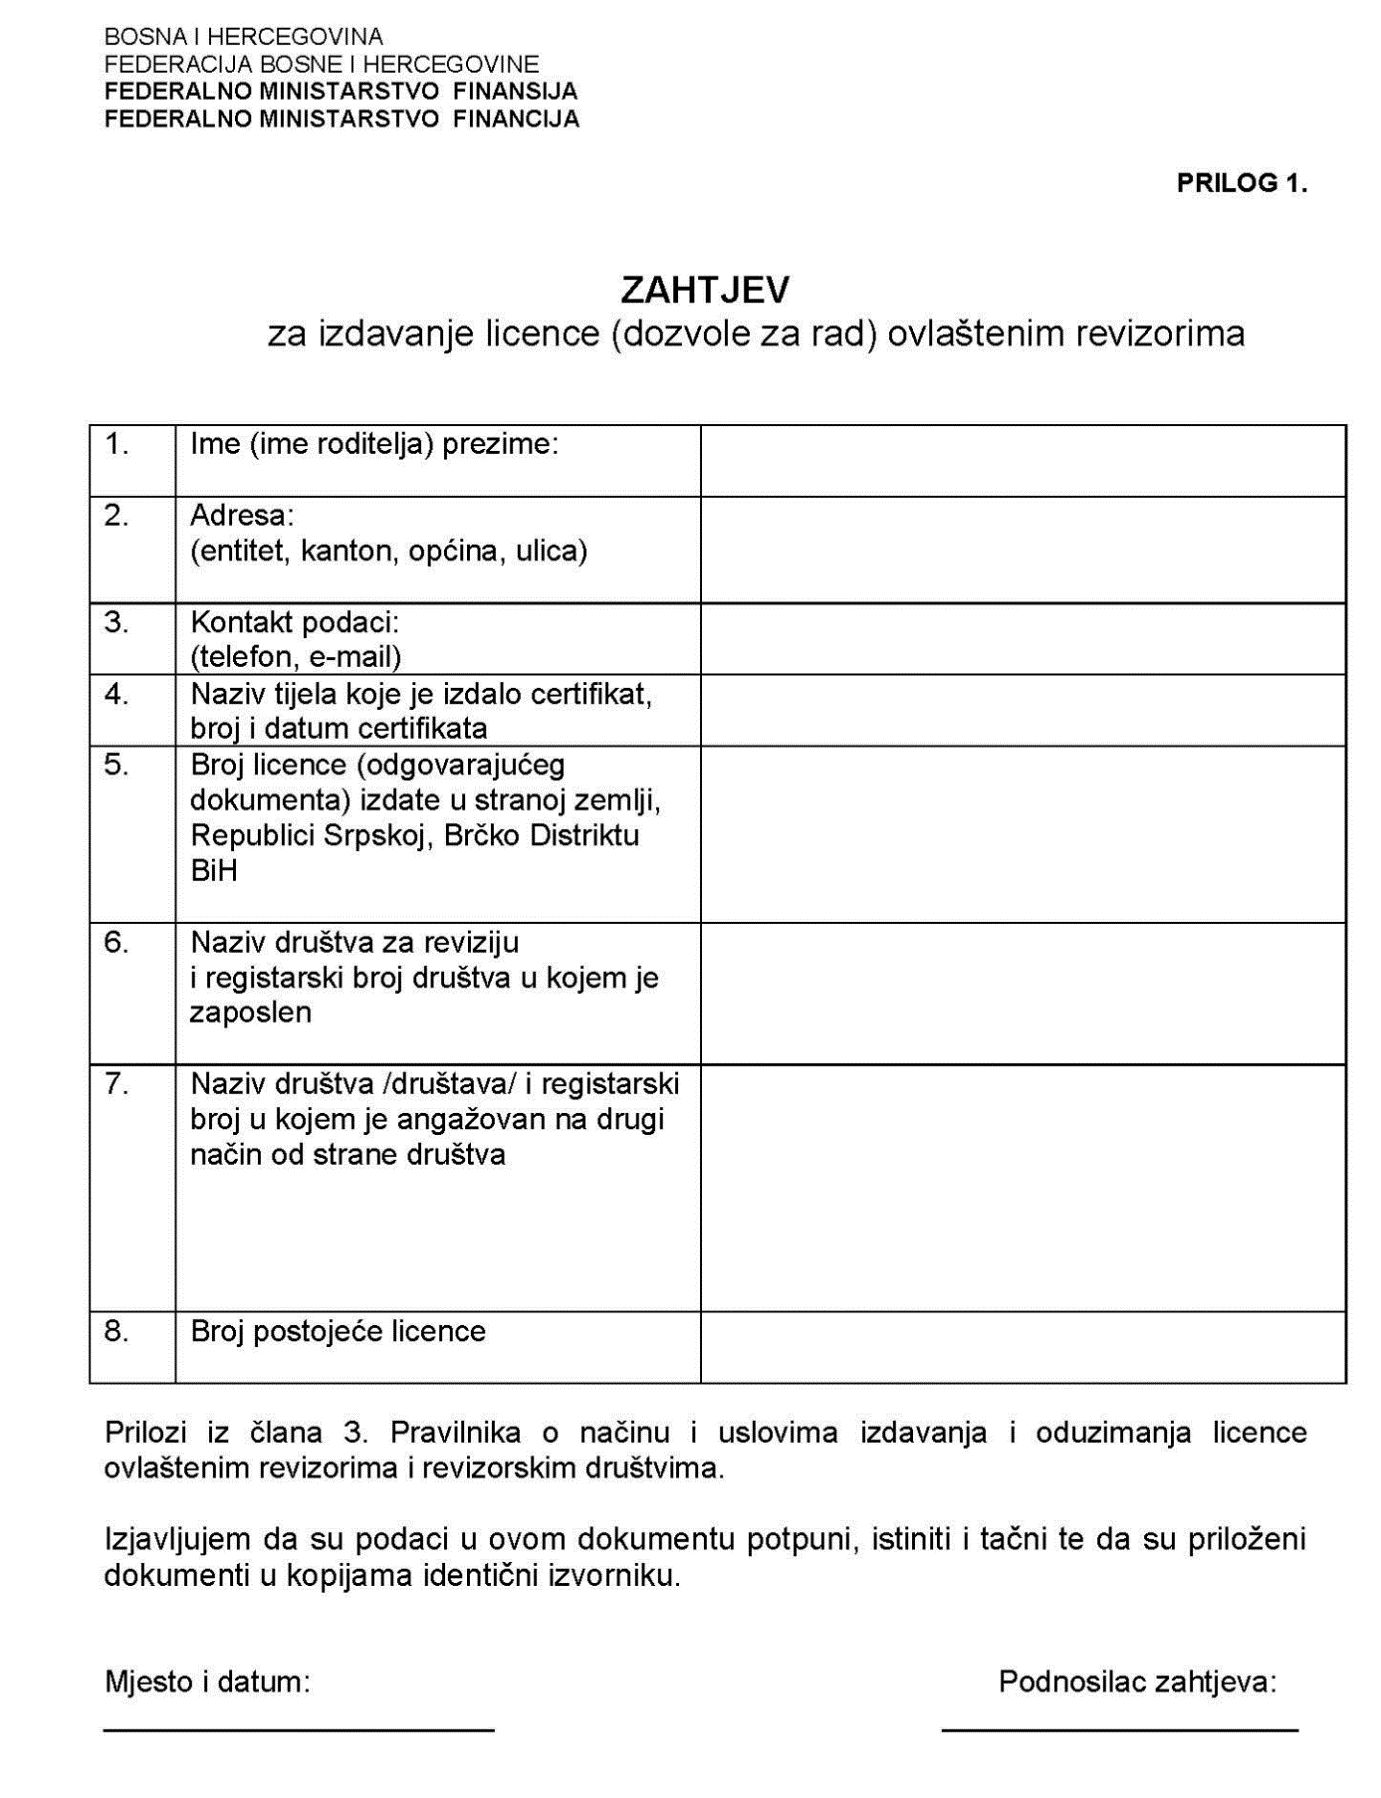 BOSNA I HERCEGOVINA
FEDERACIJA BOSNE I HERCEGOVINE
FEDERALNO MINISTARSTVO FINANSIJA
FEDERALNO MINISTARSTVO FINANCIJA
PRILOG 1.
ZAHTJEV
za izdavanje licence (dozvole za rad) ovlaštenim revizorima
1. Ime (ime roditelja) prezime:
2. Adresa:
(entitet, kanton, općina, ulica)
3. Kontakt podaci:
(telefon, e-mail)
4. Naziv tijela koje je izdalo certifikat,
broj i datum certifikata
5. Broj licence (odgovarajućeg
dokumenta) izdate u stranoj zemlji,
Republici Srpskoj, Brčko Distriktu
BiH
6. Naziv društva za reviziju
i registarski broj društva u kojem je
zaposlen
7. Naziv društva /društava/ i registarski
broj u kojem je angažovan na drugi
način od strane društva
8. Broj postojeće licence
Prilozi iz člana 3. Pravilnika o načinu i uslovima izdavanja i oduzimanja licence
ovlaštenim revizorima i revizorskim društvima.
Izjavljujem da su podaci u ovom dokumentu potpuni, istiniti i tačni te da su priloženi
dokumenti u kopijama identični izvorniku.
Mjesto i datum: Podnosilac zahtjeva: